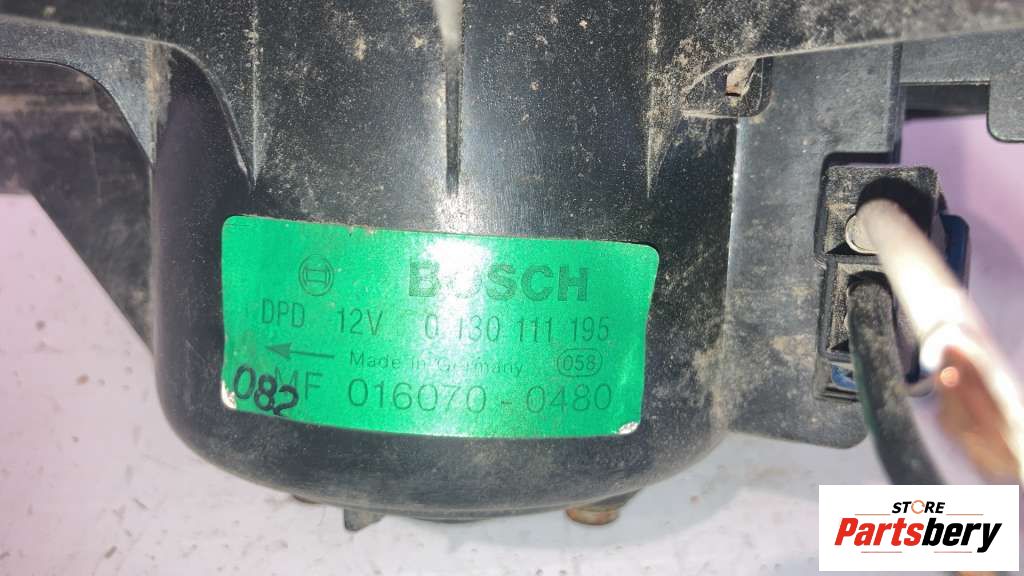 BOSCH
DPD 12V 0 130 111 195
Made in Germany 058
082 MF 016070-0480
STORE
Partsbery